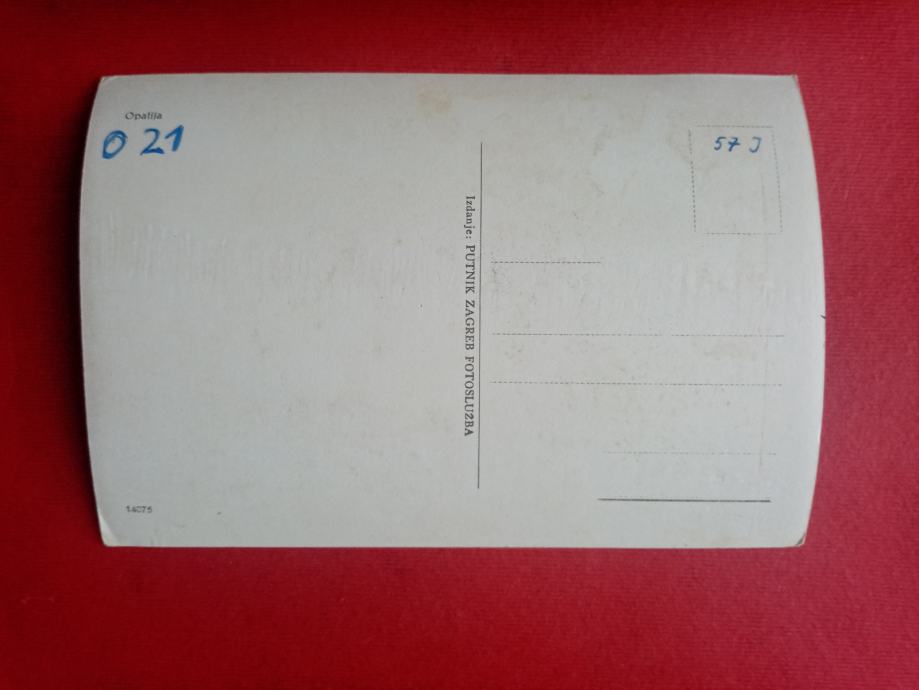 Opatija
O 21
57 J
Izdanje: PUTNIK ZAGREB FOTOSLUŽBA
14075